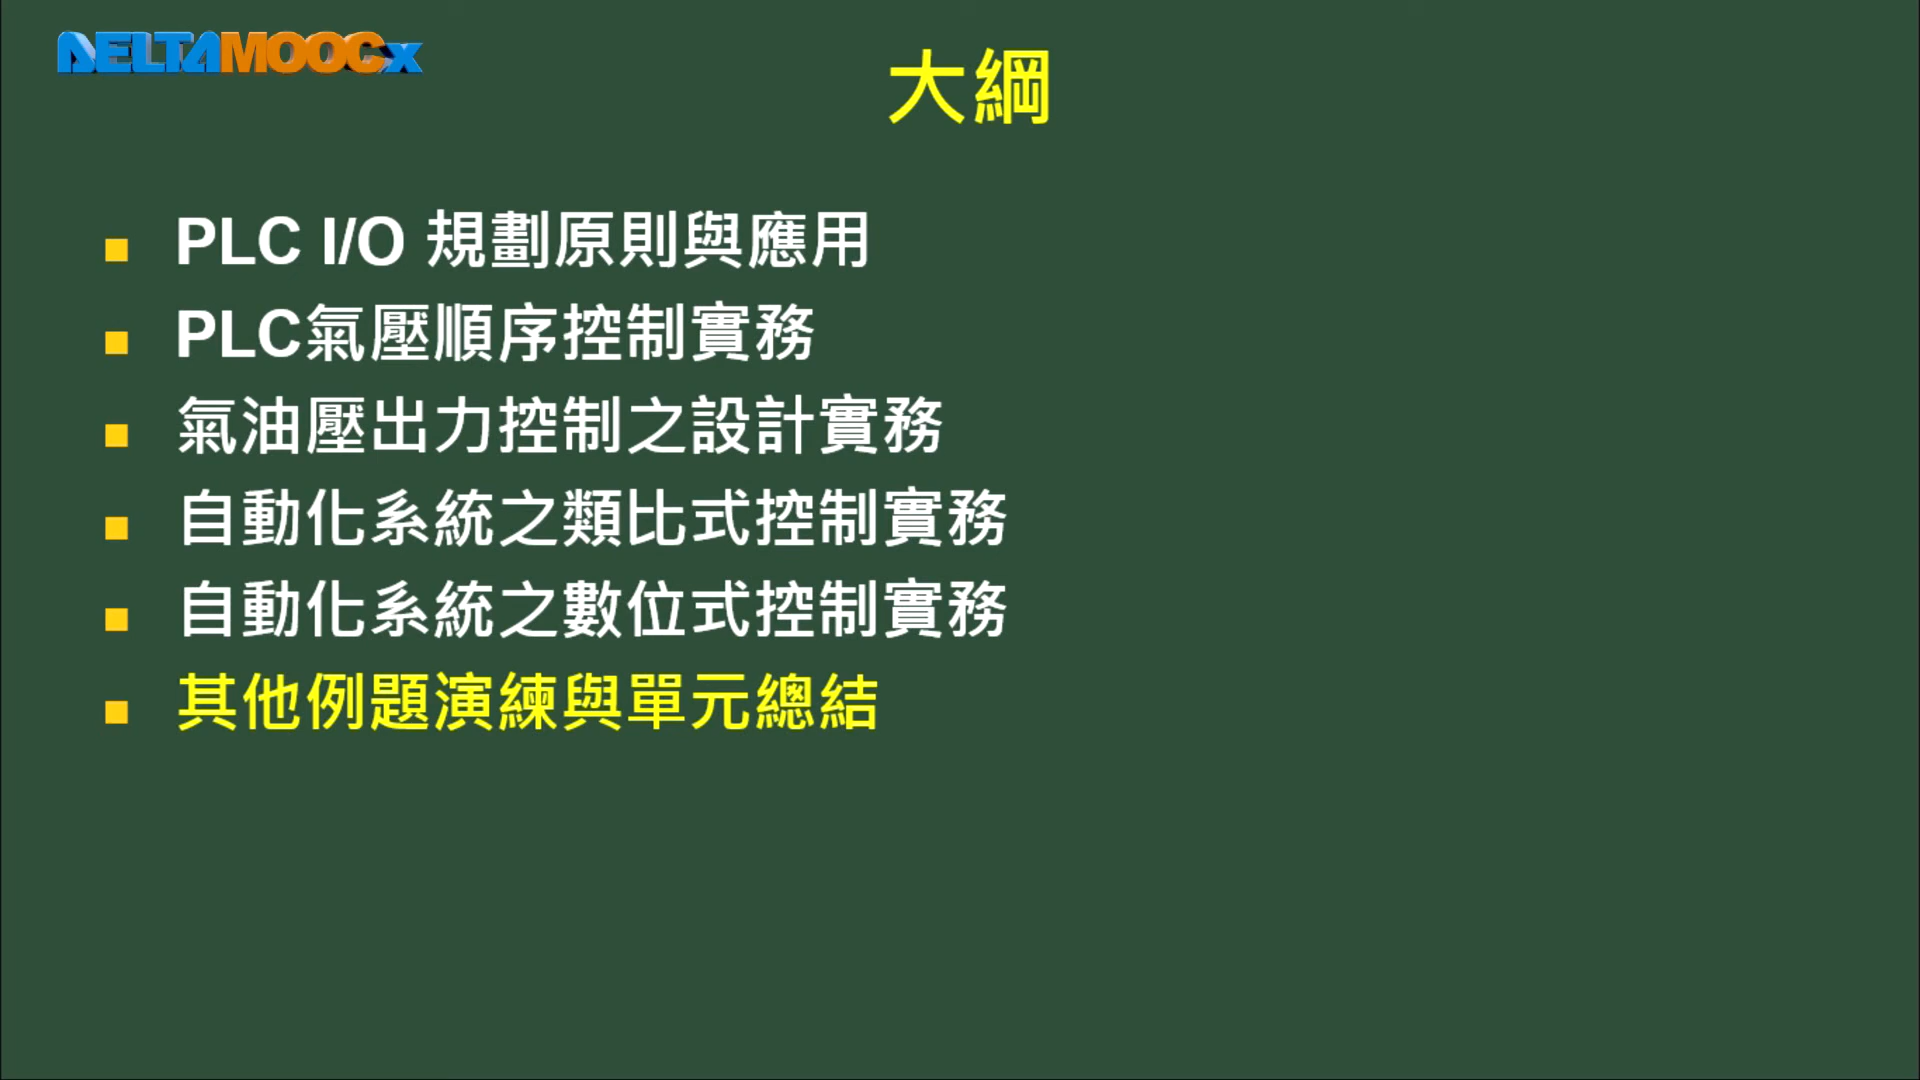 DELTAMOOCx
大綱
PLC I/O 規劃原則與應用
PLC氣壓順序控制實務
氣油壓出力控制之設計實務
自動化系統之類比式控制實務
自動化系統之數位式控制實務
其他例題演練與單元總結